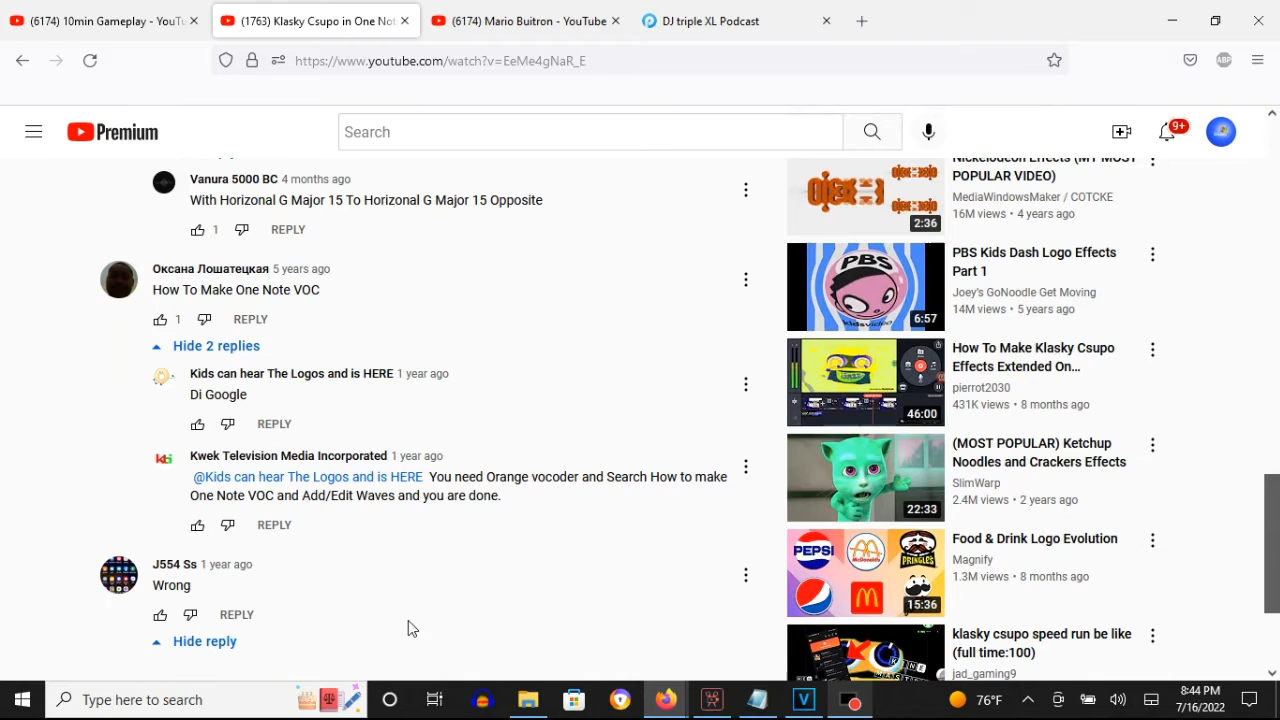 (6174) 10min Gameplay - YouTu
(1763) Klasky Csupo in One Not
(6174) Mario Buitron - YouTube
DJ triple XL Podcast
https://www.youtube.com/watch?v=EeMe4gNaR_E
ABP
Premium
Search
9+
Vanura 5000 BC 4 months ago
With Horizonal G Major 15 To Horizonal G Major 15 Opposite
1 REPLY
Оксана Лошатецкая 5 years ago
How To Make One Note VOC
1 REPLY
Hide 2 replies
Kids can hear The Logos and is HERE 1 year ago
Di Google
REPLY
kti
Kwek Television Media Incorporated 1 year ago
@Kids can hear The Logos and is HERE You need Orange vocoder and Search How to make
One Note VOC and Add/Edit Waves and you are done.
REPLY
J554 Ss 1 year ago
Wrong
REPLY
Hide reply
2:36
Nickelodeon Effects (MY MOST
POPULAR VIDEO)
MediaWindowsMaker / COTCKE
16M views • 4 years ago
PBS
kidsvideo
6:57
PBS Kids Dash Logo Effects
Part 1
Joey's GoNoodle Get Moving
14M views • 5 years ago
46:00
How To Make Klasky Csupo
Effects Extended On...
pierrot2030
431K views • 8 months ago
22:33
(MOST POPULAR) Ketchup
Noodles and Crackers Effects
SlimWarp
2.4M views • 2 years ago
PEPSI
McDonald's
PRINGLES
15:36
Food & Drink Logo Evolution
Magnify
1.3M views • 8 months ago
klasky csupo speed run be like
(full time:100)
jad_gaming9
Type here to search
V
76°F
8:44 PM
7/16/2022